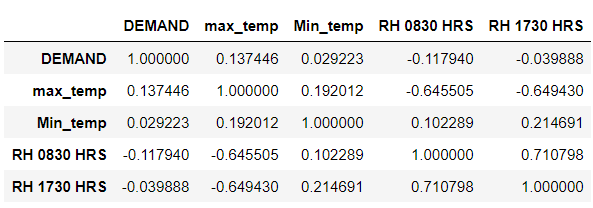 DEMAND max_temp Min_temp RH 0830 HRS RH 1730 HRS
DEMAND 1.000000 0.137446 0.029223 -0.117940 -0.039888
max_temp 0.137446 1.000000 0.192012 -0.645505 -0.649430
Min_temp 0.029223 0.192012 1.000000 0.102289 0.214691
RH 0830 HRS -0.117940 -0.645505 0.102289 1.000000 0.710798
RH 1730 HRS -0.039888 -0.649430 0.214691 0.710798 1.000000